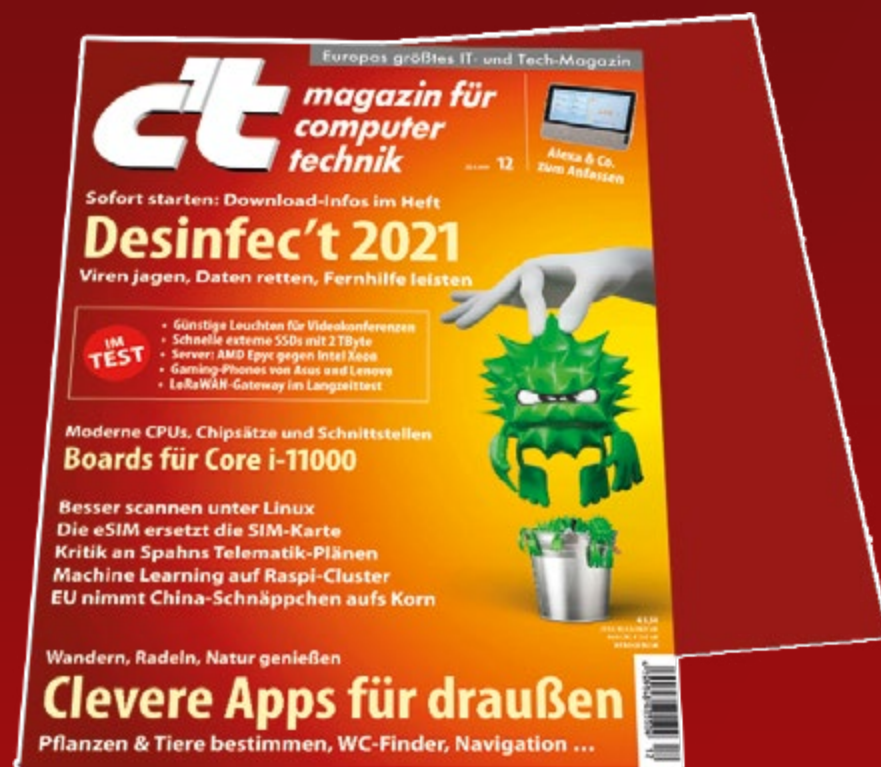 Europas größtes IT- und Tech-Magazin
c't
magazin für
computer
technik
12
Alexa & Co.
zum Anfassen
Sofort starten: Download-Infos im Heft
Desinfec't 2021
Viren jagen, Daten retten, Fernhilfe leisten
IM
TEST
• Günstige Leuchten für Videokonferenzen
• Schnelle externe SSDs mit 2 TByte
• Server: AMD Epyc gegen Intel Xeon
• Gaming-Phones von Asus und Lenovo
• LoRaWAN-Gateway im Langzeittest
Moderne CPUs, Chipsätze und Schnittstellen
Boards für Core i-11000
Besser scannen unter Linux
Die eSIM ersetzt die SIM-Karte
Kritik an Spahns Telematik-Plänen
Machine Learning auf Raspi-Cluster
EU nimmt China-Schnäppchen aufs Korn
€ 5,50
Wandern, Radeln, Natur genießen
Clevere Apps für draußen
Pflanzen & Tiere bestimmen, WC-Finder, Navigation ...